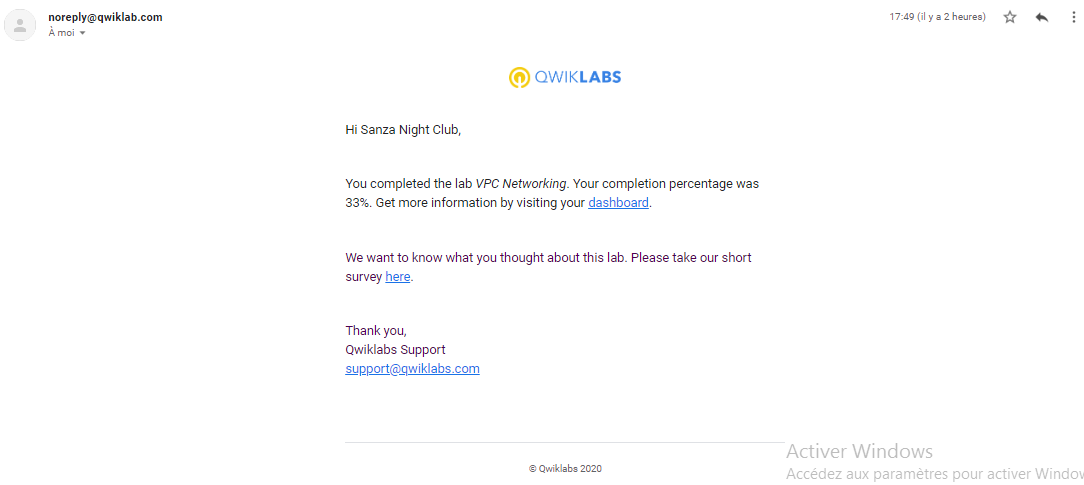 noreply@qwiklab.com
17:49 (il y a 2 heures)
À moi
QWIKLABS
Hi Sanza Night Club,
You completed the lab VPC Networking. Your completion percentage was
33%. Get more information by visiting your dashboard.
We want to know what you thought about this lab. Please take our short
survey here.
Thank you,
Qwiklabs Support
support@qwiklabs.com
© Qwiklabs 2020
Activer Windows
Accédez aux paramètres pour activer Window